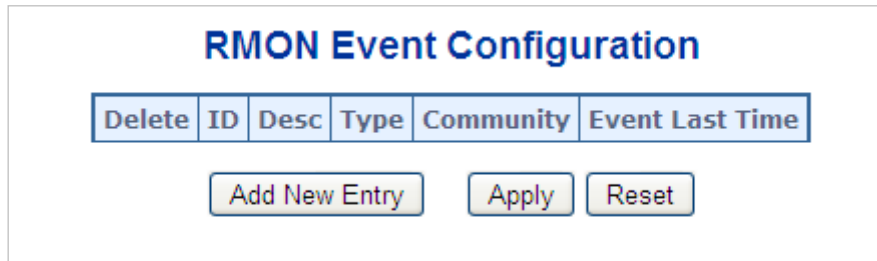 RMON Event Configuration
Delete ID Desc Type Community Event Last Time
Add New Entry Apply Reset